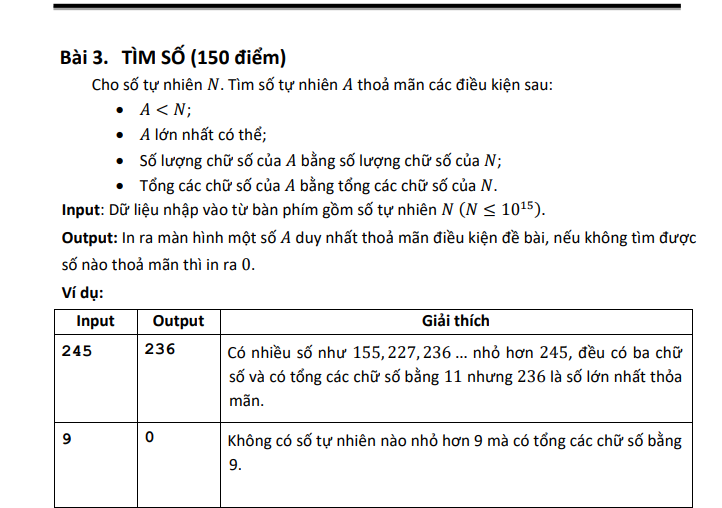 Bài 3. TÌM SỐ (150 điểm)
Cho số tự nhiên N. Tìm số tự nhiên A thoả mãn các điều kiện sau:
• A < N;
• A lớn nhất có thể;
• Số lượng chữ số của A bằng số lượng chữ số của N;
• Tổng các chữ số của A bằng tổng các chữ số của N.
Input: Dữ liệu nhập vào từ bàn phím gồm số tự nhiên N (N ≤ 10¹⁵).
Output: In ra màn hình một số A duy nhất thoả mãn điều kiện đề bài, nếu không tìm được
số nào thoả mãn thì in ra 0.
Ví dụ:
Input Output Giải thích
245 236 Có nhiều số như 155, 227, 236 ... nhỏ hơn 245, đều có ba chữ
số và có tổng các chữ số bằng 11 nhưng 236 là số lớn nhất thỏa
mãn.
9 0 Không có số tự nhiên nào nhỏ hơn 9 mà có tổng các chữ số bằng
9.